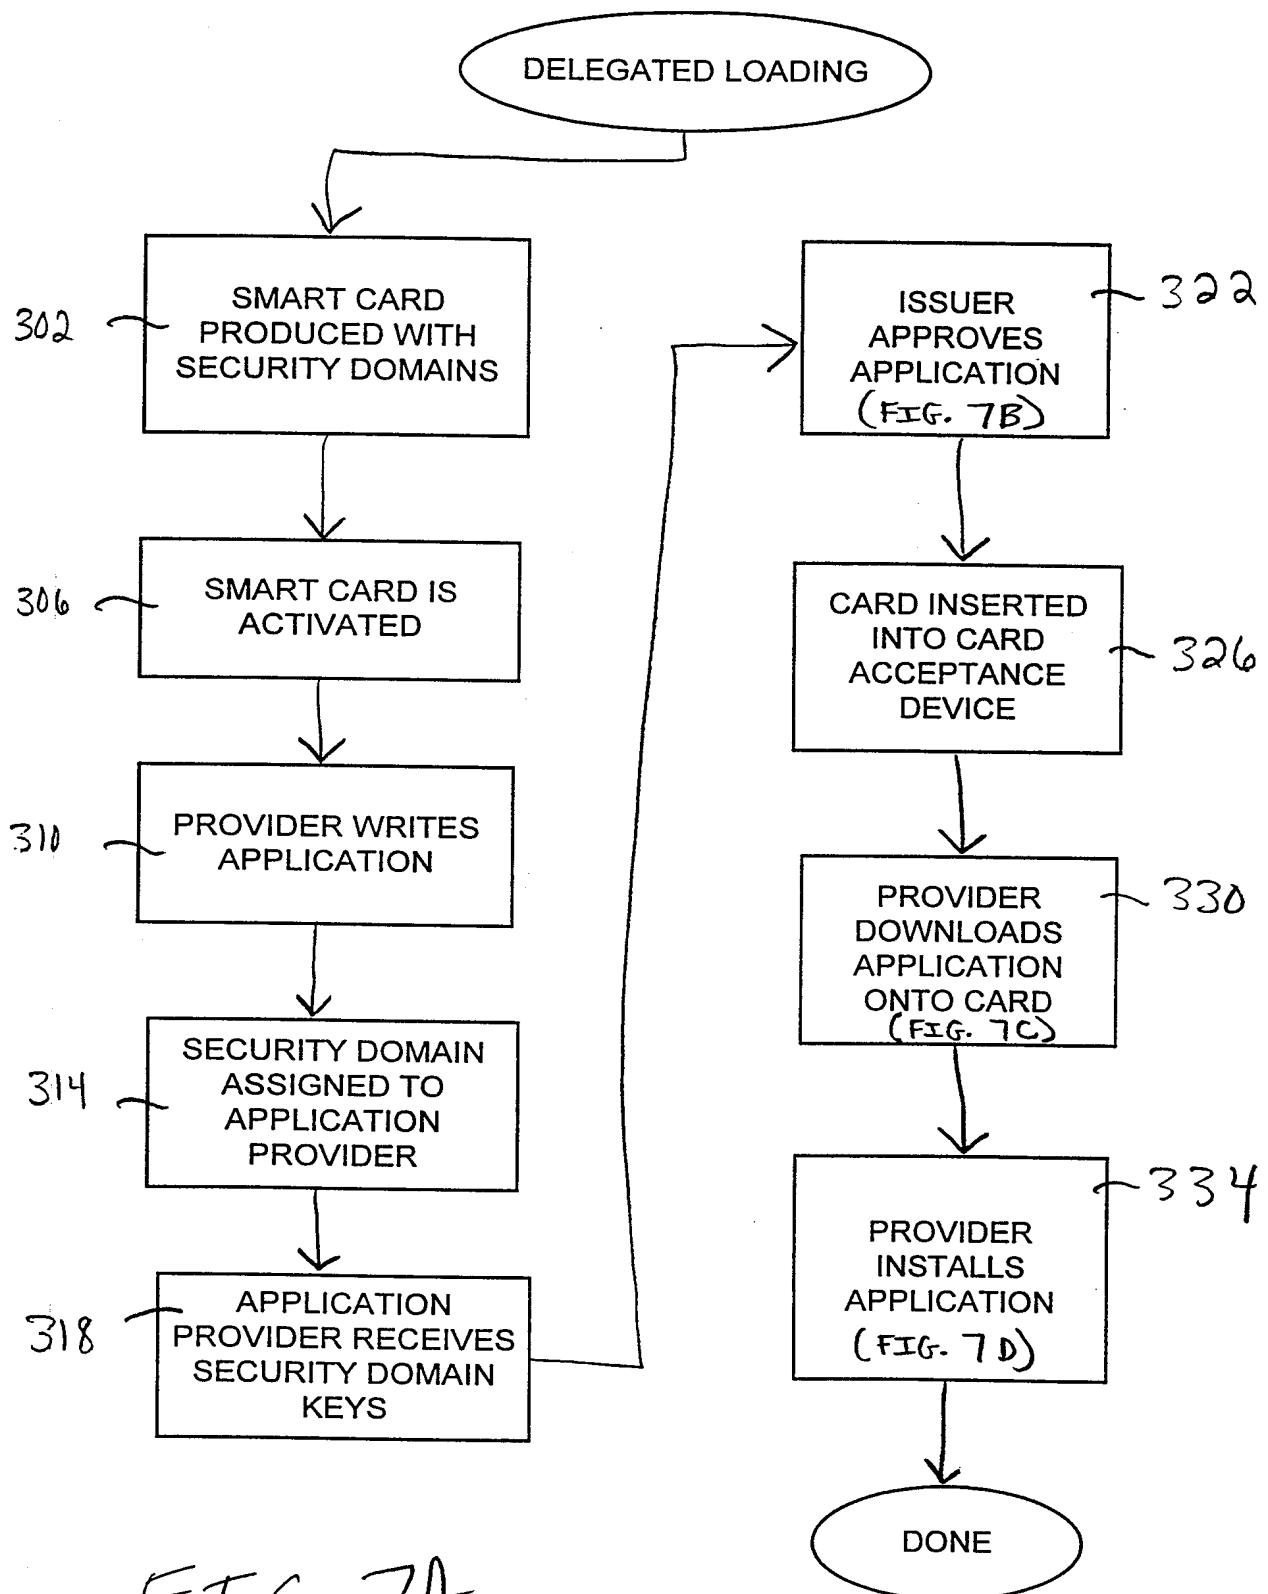 DELEGATED LOADING
302
SMART CARD
PRODUCED WITH
SECURITY DOMAINS
306
SMART CARD IS
ACTIVATED
310
PROVIDER WRITES
APPLICATION
314
SECURITY DOMAIN
ASSIGNED TO
APPLICATION
PROVIDER
318
APPLICATION
PROVIDER RECEIVES
SECURITY DOMAIN
KEYS
322
ISSUER
APPROVES
APPLICATION
(FIG. 7B)
326
CARD INSERTED
INTO CARD
ACCEPTANCE
DEVICE
330
PROVIDER
DOWNLOADS
APPLICATION
ONTO CARD
(FIG. 7C)
334
PROVIDER
INSTALLS
APPLICATION
(FIG. 7D)
DONE
FIG. 7A